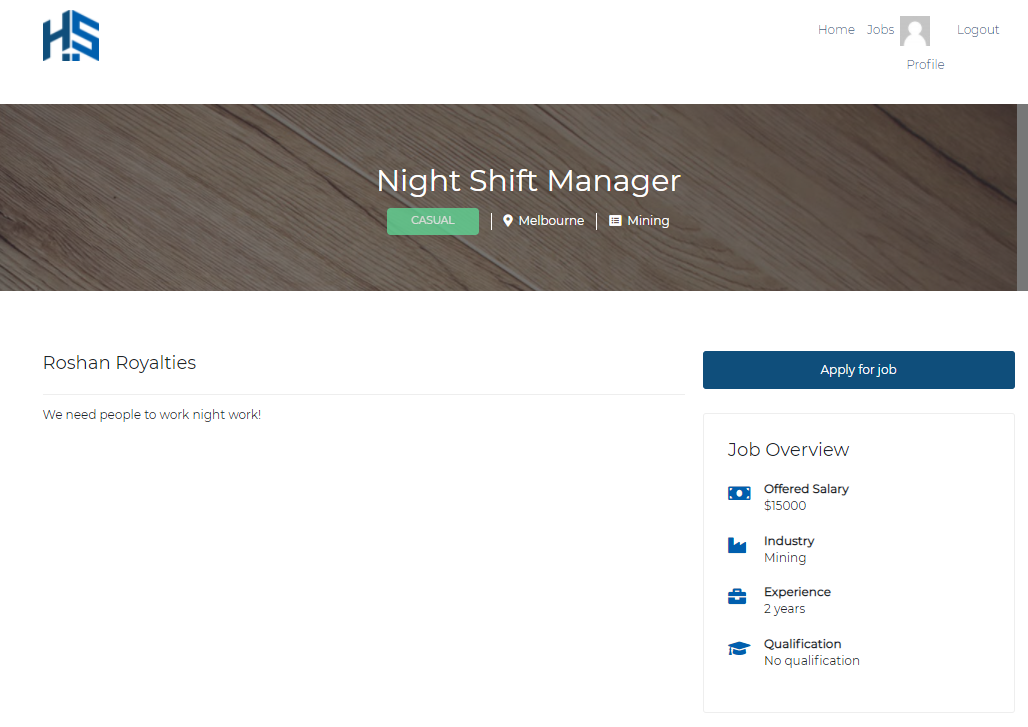 HS
Home Jobs Logout
Profile
Night Shift Manager
CASUAL Melbourne Mining
Roshan Royalties
Apply for job
We need people to work night work!
Job Overview
Offered Salary
$15000
Industry
Mining
Experience
2 years
Qualification
No qualification